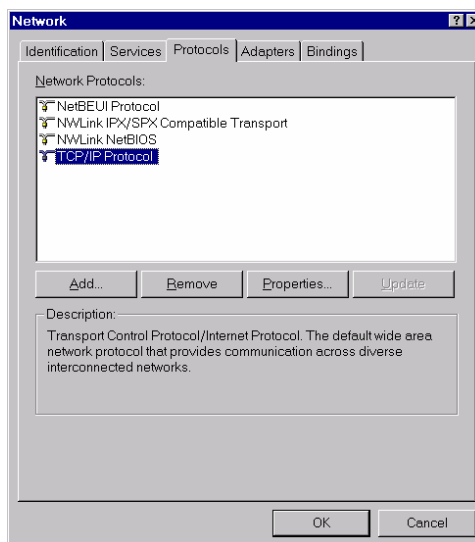 Network
Identification Services Protocols Adapters Bindings
Network Protocols:
NetBEUI Protocol
NWLink IPX/SPX Compatible Transport
NWLink NetBIOS
TCP/IP Protocol
Add... Remove Properties... Update
Description:
Transport Control Protocol/Internet Protocol. The default wide area
network protocol that provides communication across diverse
interconnected networks.
OK Cancel